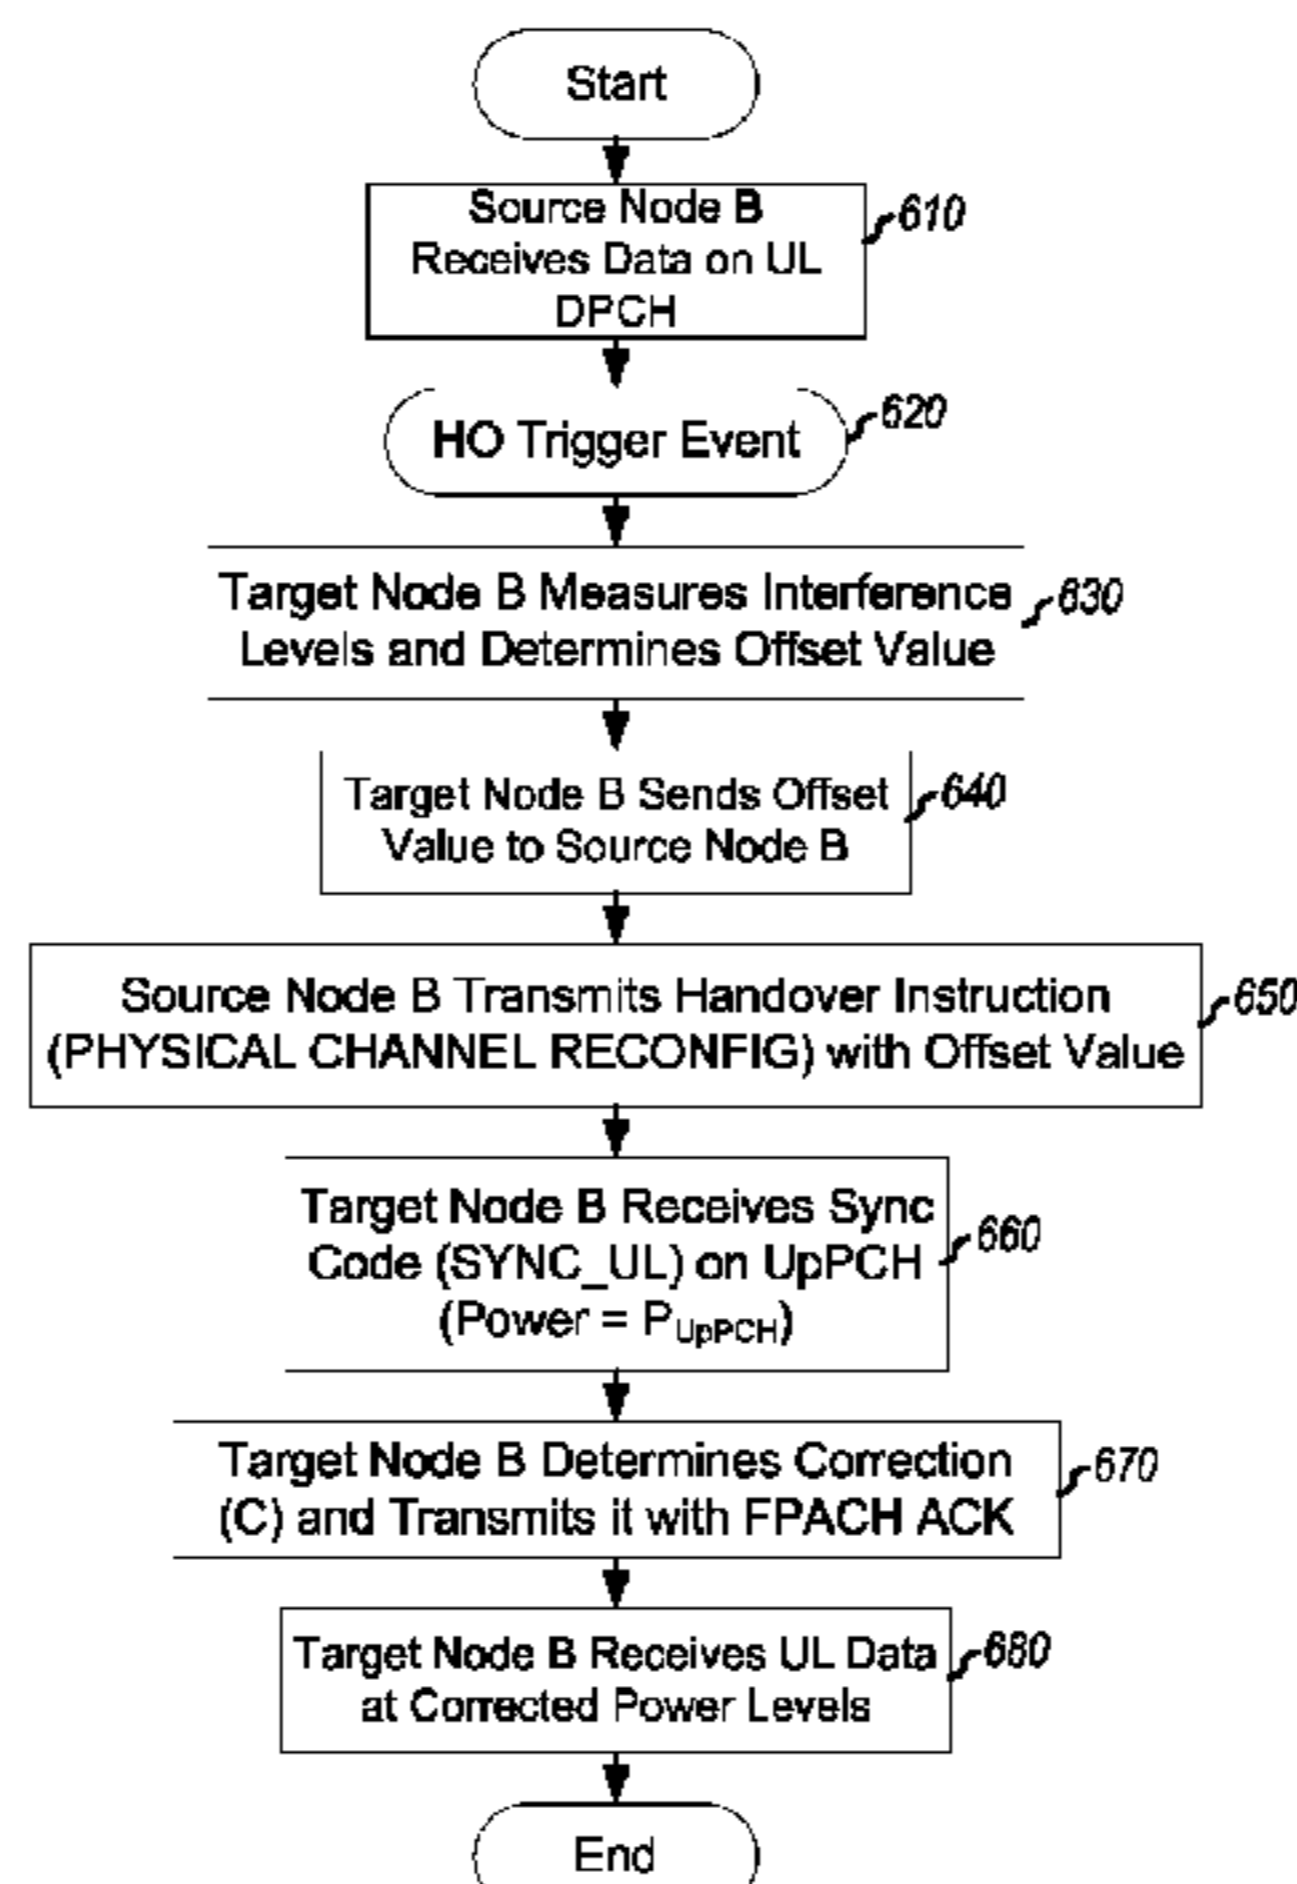 Start
Source Node B
Receives Data on UL
DPCH
610
HO Trigger Event
620
Target Node B Measures Interference
Levels and Determines Offset Value
630
Target Node B Sends Offset
Value to Source Node B
640
Source Node B Transmits Handover Instruction
(PHYSICAL CHANNEL RECONFIG) with Offset Value
650
Target Node B Receives Sync
Code (SYNC_UL) on UpPCH
(Power = PUpPCH)
660
Target Node B Determines Correction
(C) and Transmits it with FPACH ACK
670
Target Node B Receives UL Data
at Corrected Power Levels
680
End